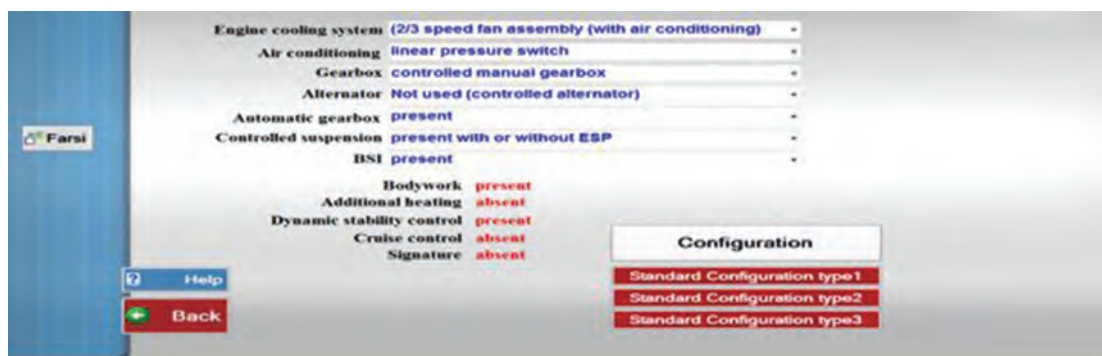 Engine cooling system (2/3 speed fan assembly (with air conditioning)
Air conditioning linear pressure switch
Gearbox controlled manual gearbox
Alternator Not used (controlled alternator)
Automatic gearbox present
Farsi
Controlled suspension present with or without ESP
BSI present
Bodywork present
Additional heating absent
Dynamic stability control present
Cruise control absent
Signature absent
Configuration
Standard Configuration type1
Standard Configuration type2
Standard Configuration type3
? Help
Back